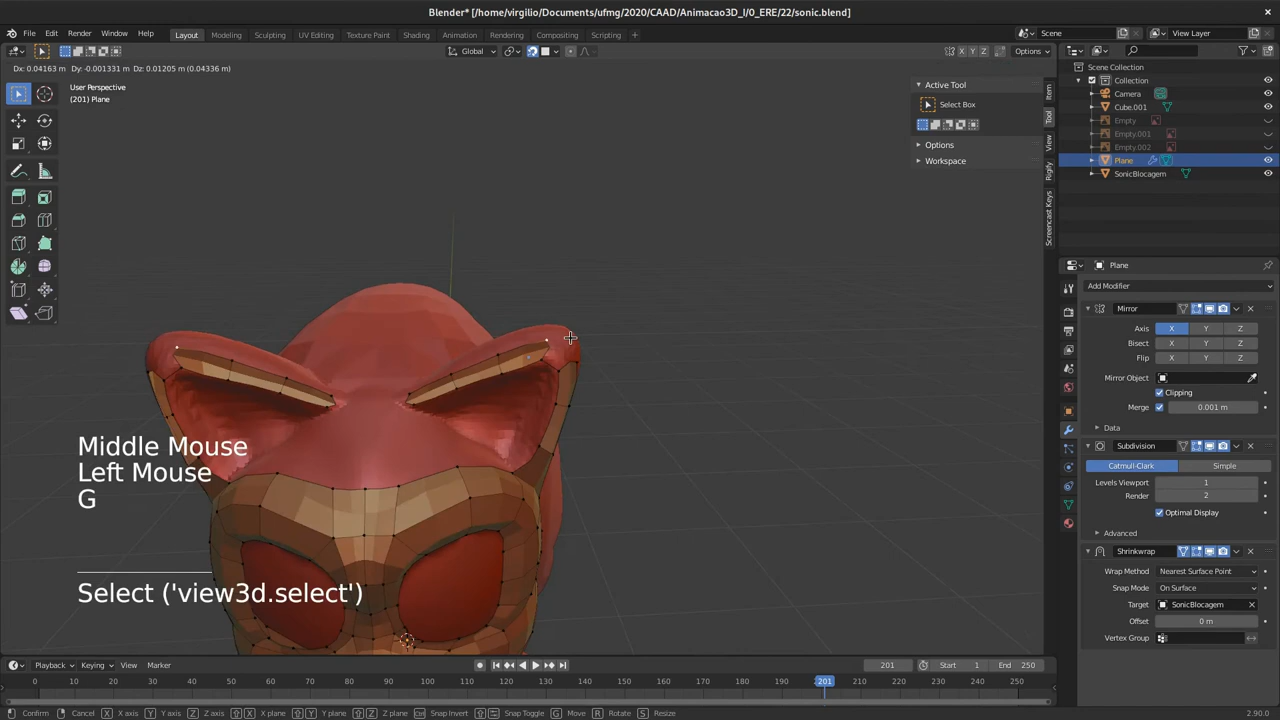 Blender* [/home/virgilio/Documents/ufmg/2020/CAAD/Animacao3D_I/0_ERE/22/sonic.blend]
File Edit Render Window Help Layout Modeling Sculpting UV Editing Texture Paint Shading Animation Rendering Compositing Scripting + Scene View Layer
Global X Y Z Options
Dx: 0.04163 m Dy: -0.001331 m Dz: 0.01205 m (0.04336 m)
User Perspective
(201) Plane
Active Tool
Select Box
Options
Workspace
Item
Tool
View
Rigify
Screencast Keys
Scene Collection
Collection
Camera
Cube.001
Empty
Empty.001
Empty.002
Plane
SonicBlocagem
Plane
Add Modifier
Mirror
Axis X Y Z
Bisect X Y Z
Flip X Y Z
Mirror Object
Clipping
Merge 0.001 m
Data
Subdivision
Catmull-Clark Simple
Levels Viewport 1
Render 2
Optimal Display
Advanced
Shrinkwrap
Wrap Method Nearest Surface Point
Snap Mode On Surface
Target SonicBlocagem
Offset 0 m
Vertex Group
Middle Mouse
Left Mouse
G
Select ('view3d.select')
Playback Keying View Marker 201 Start 1 End 250
0 10 20 30 40 50 60 70 80 90 100 110 120 130 140 150 160 170 180 190 201 210 220 230 240 250
Confirm Cancel X X axis Y Y axis Z Z axis X X plane Y Y plane Z Z plane Snap Invert Snap Toggle G Move R Rotate S Resize 2.90.0